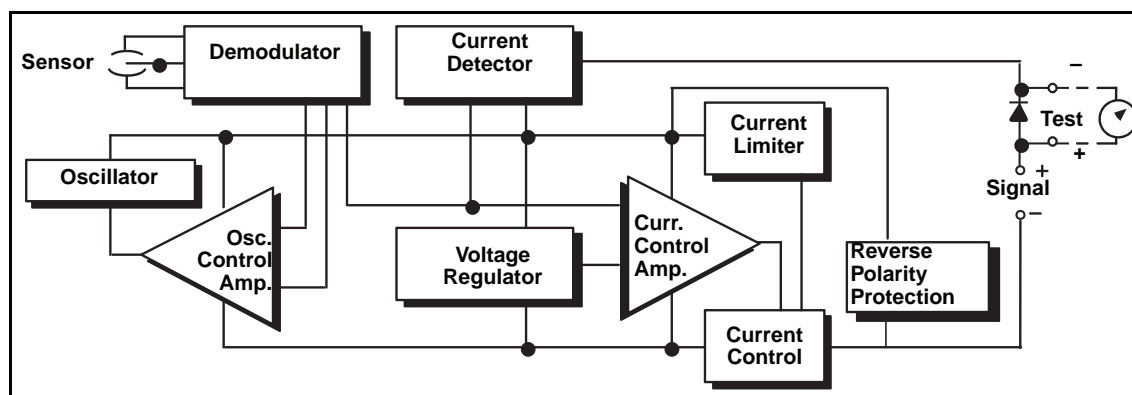 Sensor
Demodulator
Current
Detector
–
Test
+
Current
Limiter
Oscillator
+
Signal
–
Osc.
Control
Amp.
Voltage
Regulator
Curr.
Control
Amp.
Reverse
Polarity
Protection
Current
Control